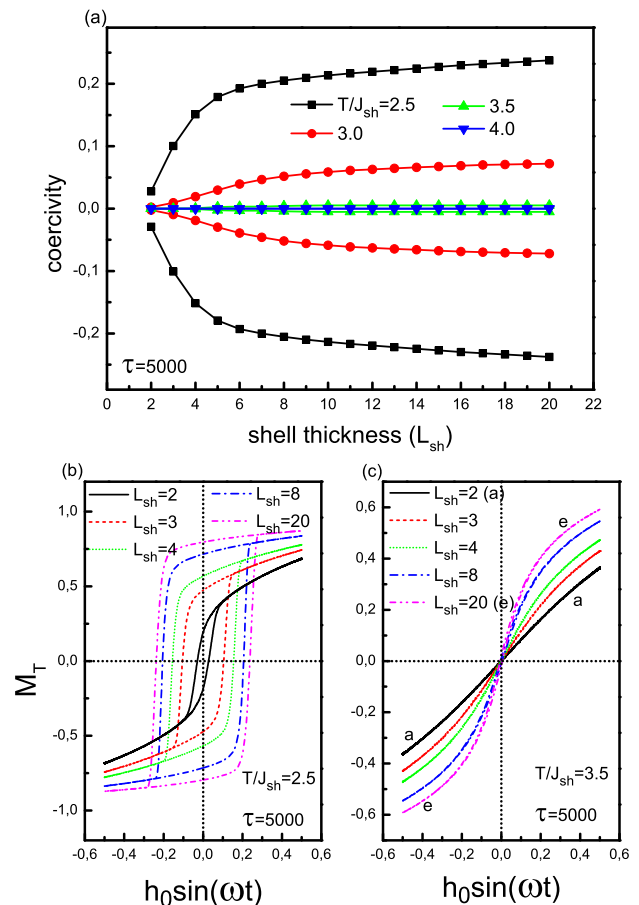 (a)
0,2
0,1
0,0
-0,1
-0,2
coercivity
T/J_sh=2.5
3.0
3.5
4.0
τ=5000
0 2 4 6 8 10 12 14 16 18 20 22
shell thickness (L_sh)
(b)
L_sh=2
L_sh=3
L_sh=4
L_sh=8
L_sh=20
1,0
0,5
0,0
-0,5
-1,0
M_T
T/J_sh=2.5
τ=5000
-0,6 -0,4 -0,2 0,0 0,2 0,4 0,6
h₀sin(ωt)
(c)
L_sh=2 (a)
L_sh=3
L_sh=4
L_sh=8
L_sh=20 (e)
0,6
0,4
0,2
0,0
-0,2
-0,4
-0,6
e
a
a
e
T/J_sh=3.5
τ=5000
-0,6 -0,4 -0,2 0,0 0,2 0,4 0,6
h₀sin(ωt)